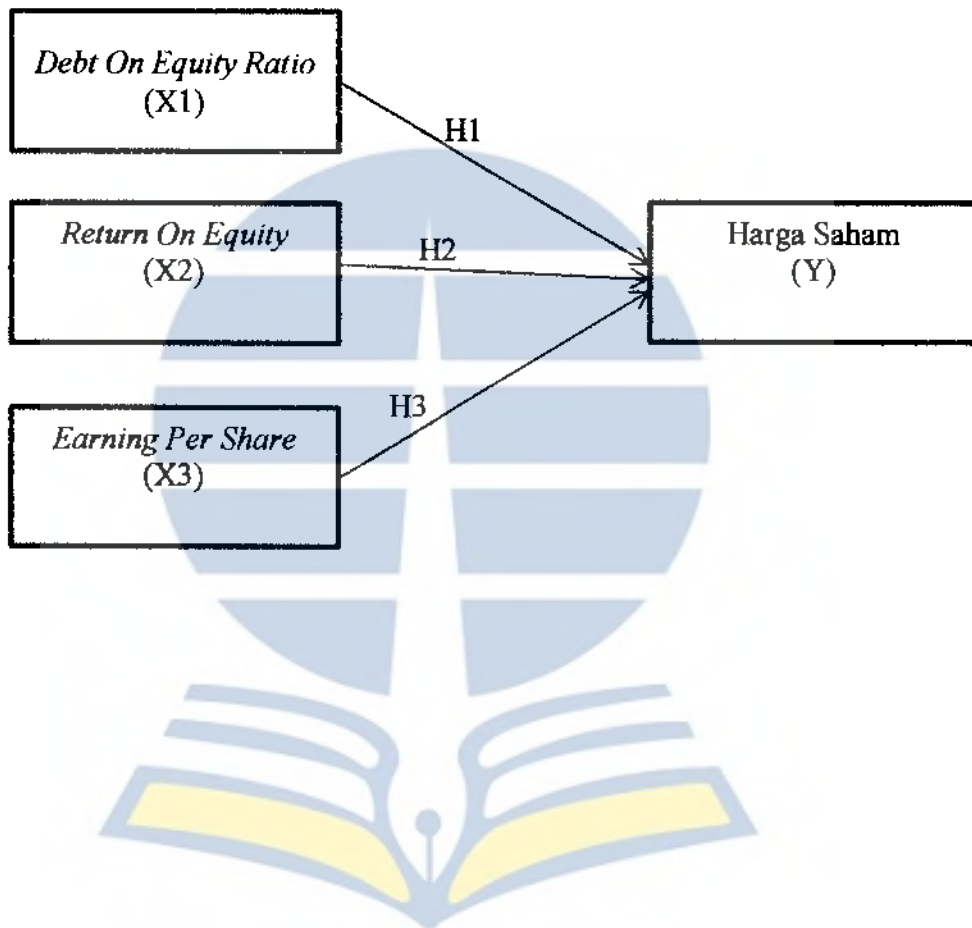 Debt On Equity Ratio
(X1)
H1
Return On Equity
(X2)
H2
Harga Saham
(Y)
H3
Earning Per Share
(X3)